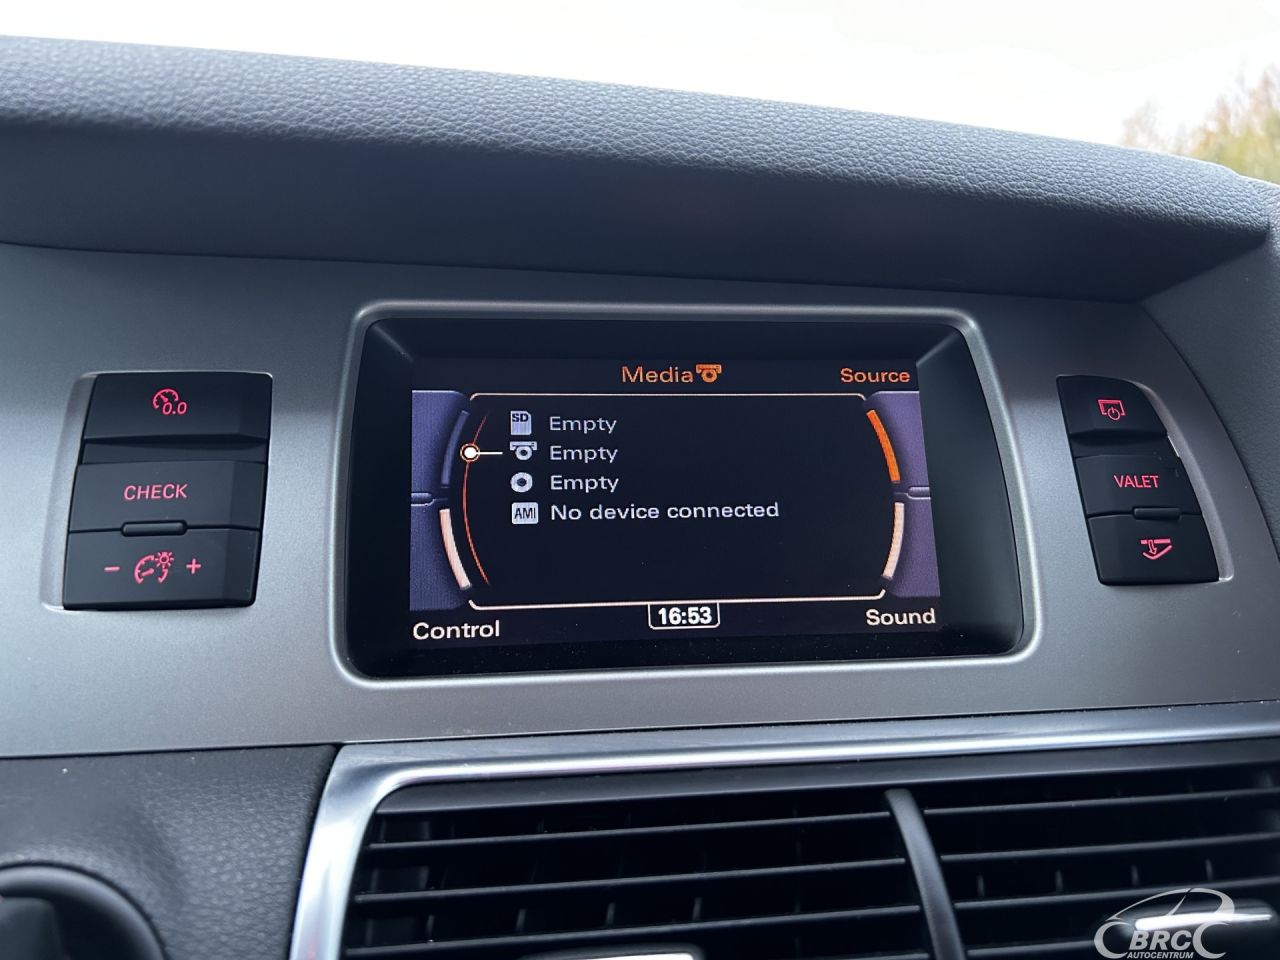 Media
Source
SD Empty
Empty
Empty
AMI No device connected
Control
16:53
Sound
0.0
CHECK
- +
VALET
BRC
AUTOCENTRUM